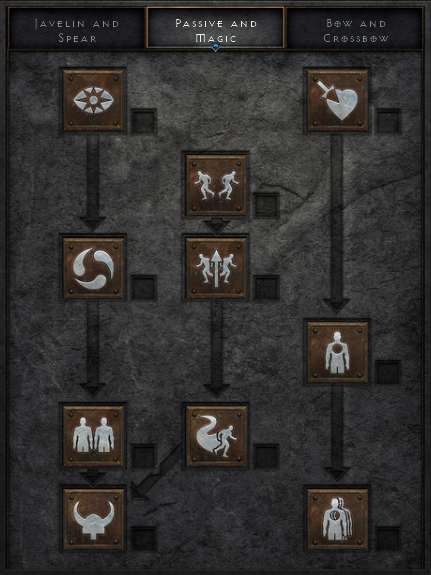 Javelin and
Spear
Passive and
Magic
Bow and
Crossbow